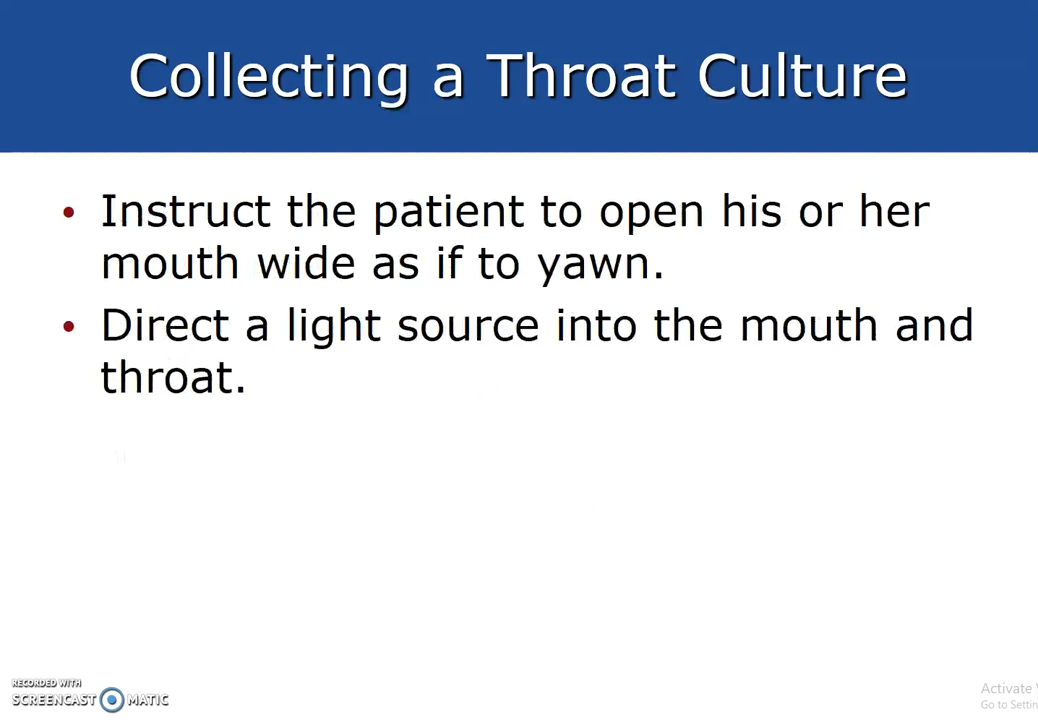 Collecting a Throat Culture
• Instruct the patient to open his or her
mouth wide as if to yawn.
• Direct a light source into the mouth and
throat.
RECORDED WITH
SCREENCAST MATIC
Activate
Go to Settin